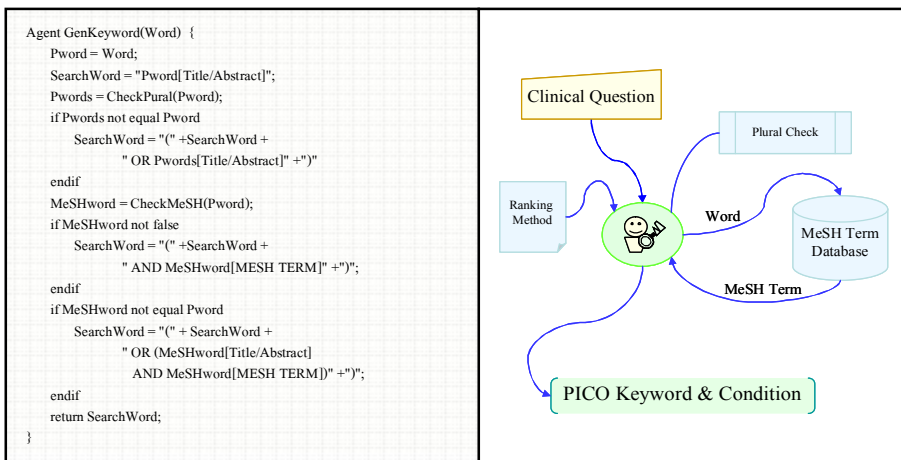 Agent GenKeyword(Word) {
Pword = Word;
SearchWord = "Pword[Title/Abstract]";
Pwords = CheckPural(Pword);
if Pwords not equal Pword
SearchWord = "(" +SearchWord +
" OR Pwords[Title/Abstract]" +")"
endif
MeSHword = CheckMeSH(Pword);
if MeSHword not false
SearchWord = "(" +SearchWord +
" AND MeSHword[MESH TERM]" +")";
endif
if MeSHword not equal Pword
SearchWord = "(" + SearchWord +
" OR (MeSHword[Title/Abstract]
AND MeSHword[MESH TERM])" +")";
endif
return SearchWord;
}
Clinical Question
Plural Check
Ranking
Method
Word
MeSH Term
Database
MeSH Term
PICO Keyword & Condition